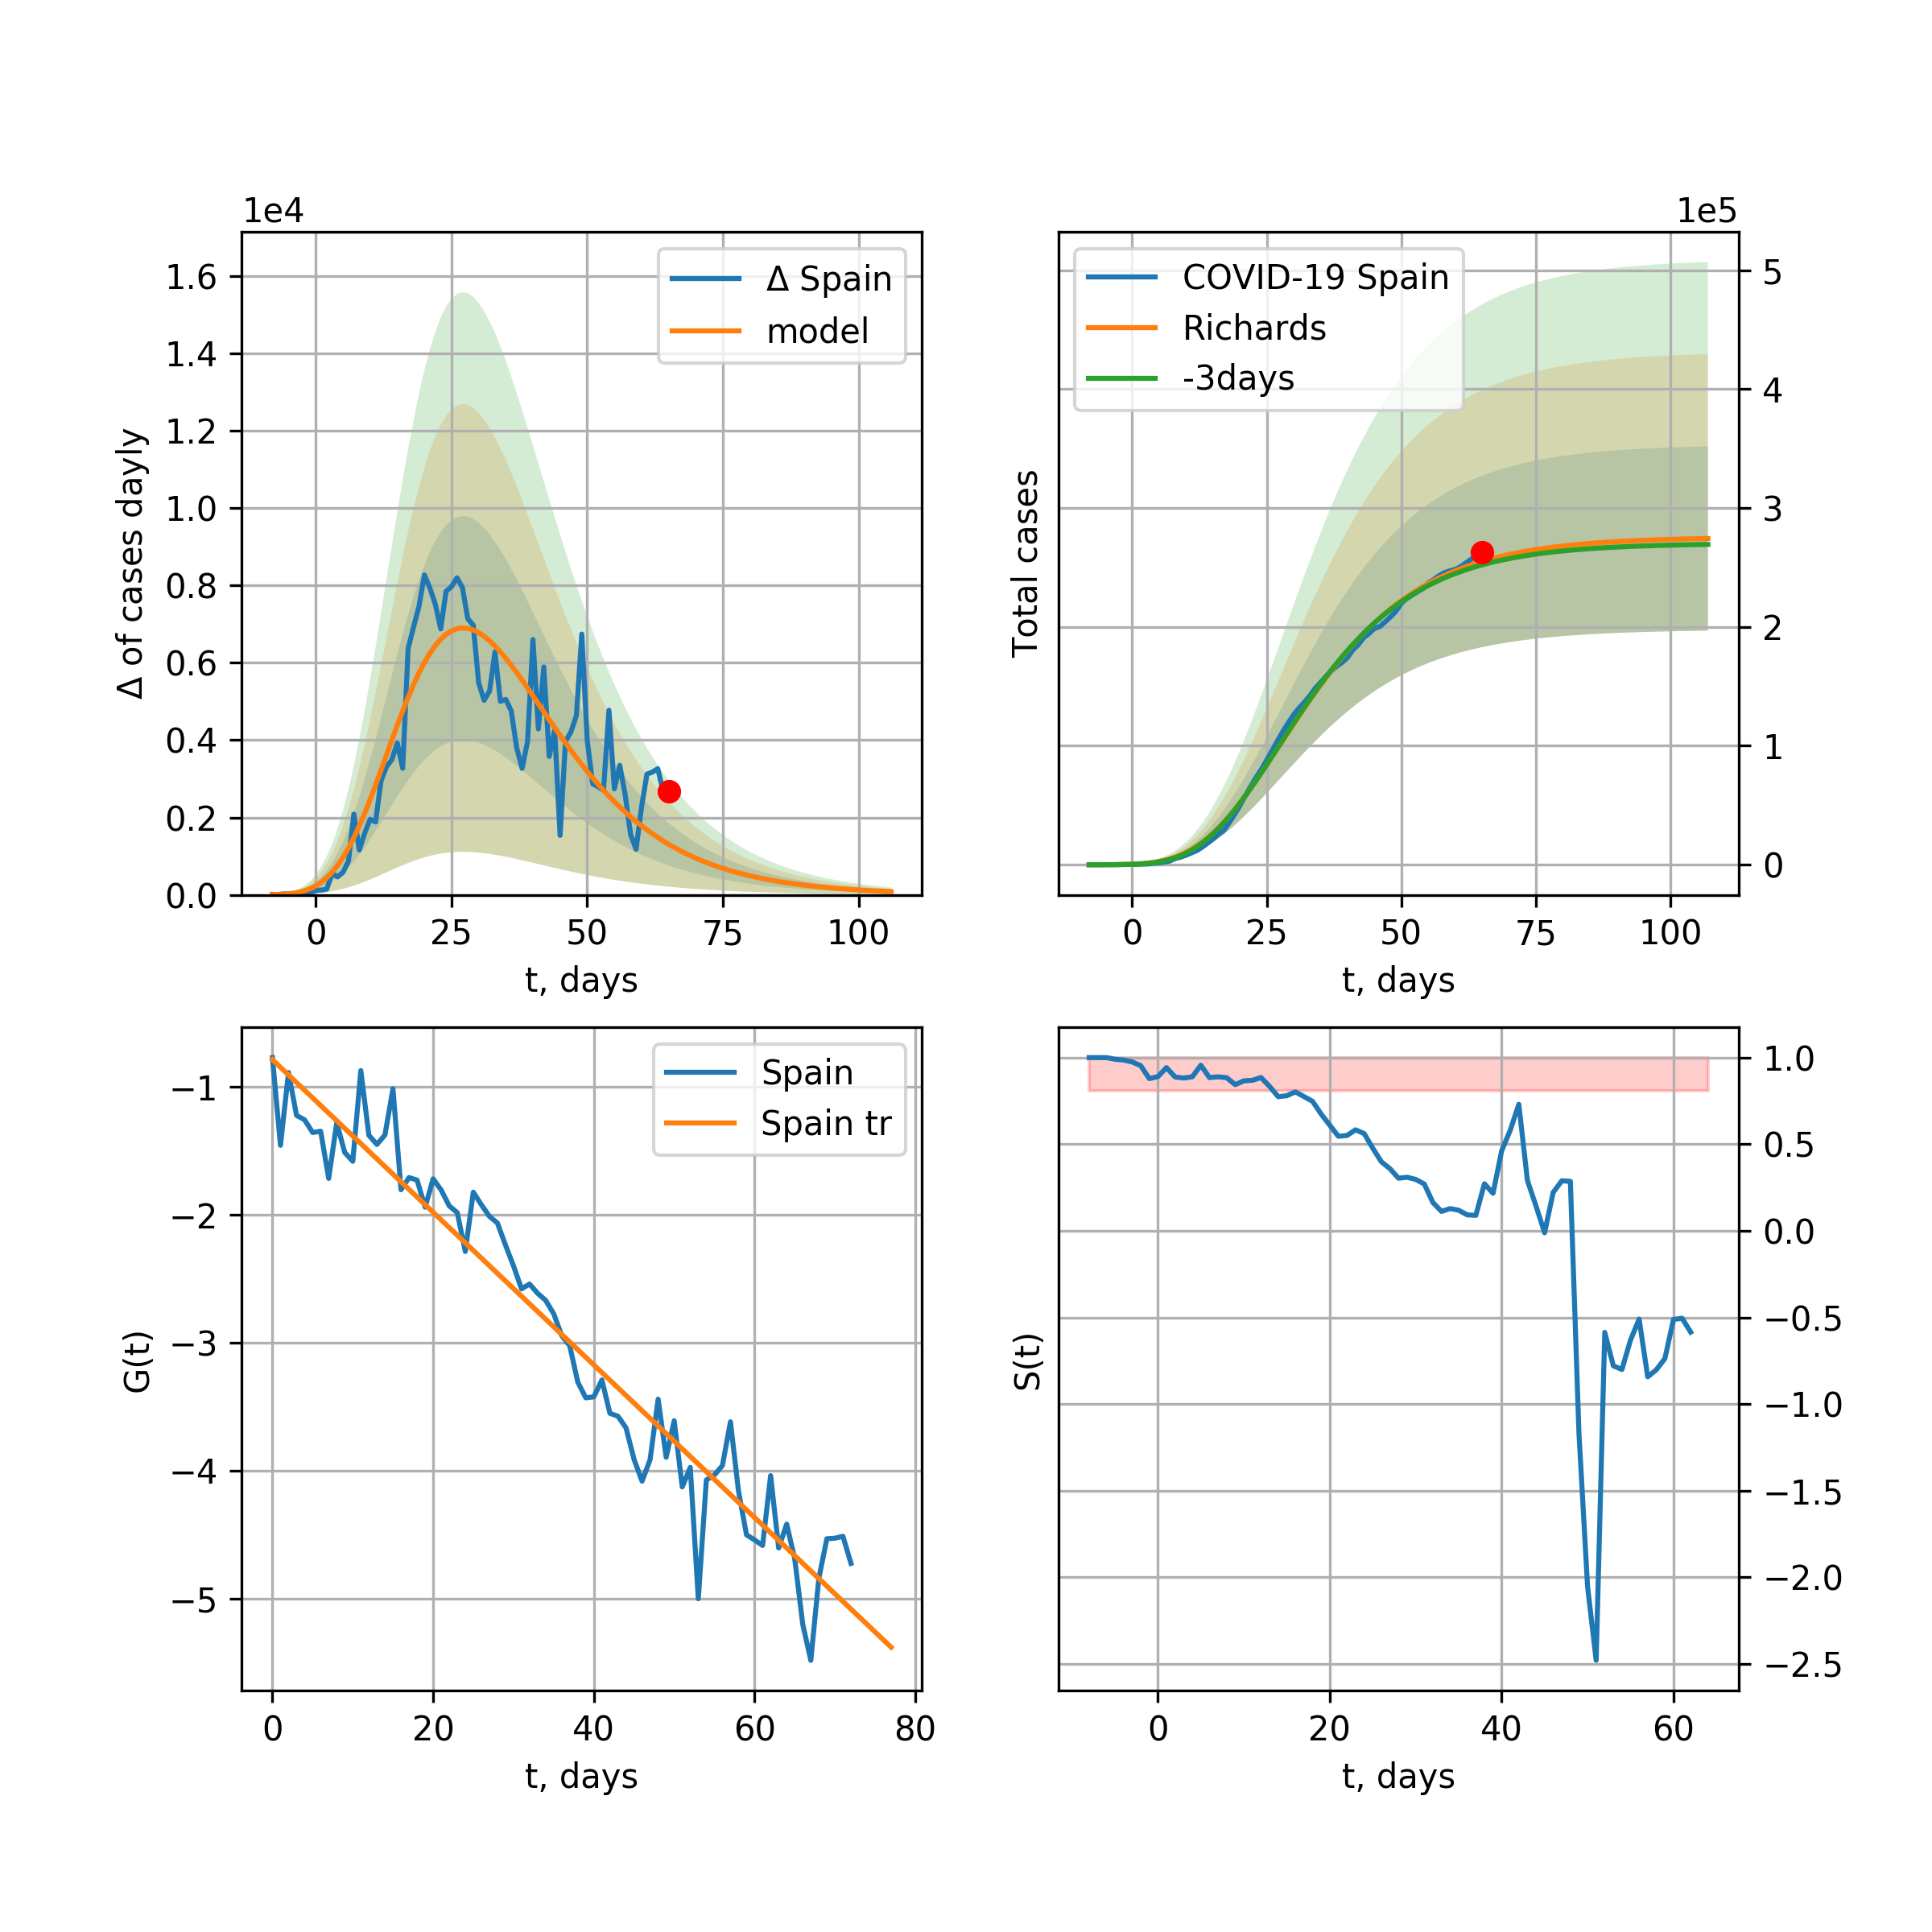 1e4
Δ of cases dayly
1.6
1.4
1.2
1.0
0.8
0.6
0.4
0.2
0.0
Δ Spain
model
0 25 50 75 100
t, days
1e5
Total cases
COVID-19 Spain
Richards
-3days
5
4
3
2
1
0
0 25 50 75 100
t, days
G(t)
−1
−2
−3
−4
−5
Spain
Spain tr
0 20 40 60 80
t, days
S(t)
1.0
0.5
0.0
−0.5
−1.0
−1.5
−2.0
−2.5
0 20 40 60
t, days